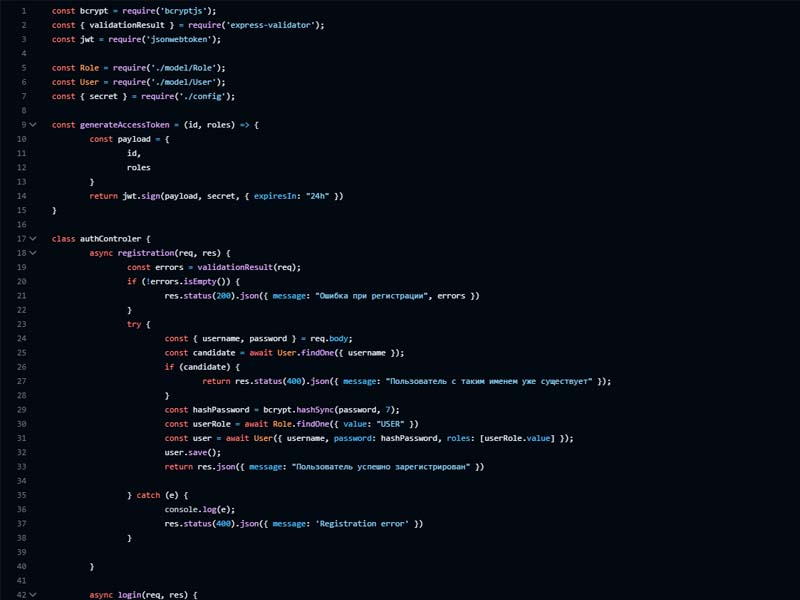 1 const bcrypt = require('bcryptjs');
2 const { validationResult } = require('express-validator');
3 const jwt = require('jsonwebtoken');
4
5 const Role = require('./model/Role');
6 const User = require('./model/User');
7 const { secret } = require('./config');
8
9 const generateAccessToken = (id, roles) => {
10 const payload = {
11 id,
12 roles
13 }
14 return jwt.sign(payload, secret, { expiresIn: "24h" })
15 }
16
17 class authControler {
18 async registration(req, res) {
19 const errors = validationResult(req);
20 if (!errors.isEmpty()) {
21 res.status(200).json({ message: "Ошибка при регистрации", errors })
22 }
23 try {
24 const { username, password } = req.body;
25 const candidate = await User.findOne({ username });
26 if (candidate) {
27 return res.status(400).json({ message: "Пользователь с таким именем уже существует" });
28 }
29 const hashPassword = bcrypt.hashSync(password, 7);
30 const userRole = await Role.findOne({ value: "USER" })
31 const user = await User({ username, password: hashPassword, roles: [userRole.value] });
32 user.save();
33 return res.json({ message: "Пользователь успешно зарегистрирован" })
34
35 } catch (e) {
36 console.log(e);
37 res.status(400).json({ message: 'Registration error' })
38 }
39
40 }
41
42 async login(req, res) {